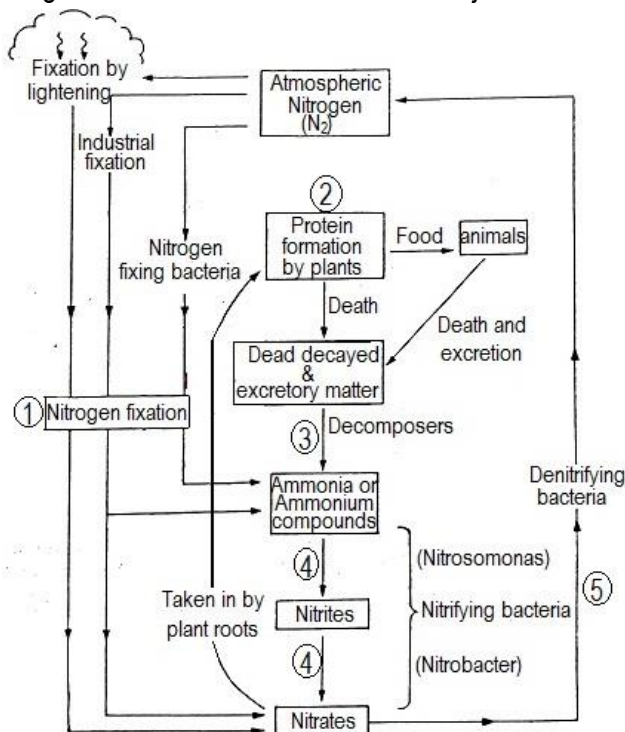 Fixation by
lightening
Atmospheric
Nitrogen
(N₂)
Industrial
fixation
②
Protein
formation
by plants
Food
animals
Nitrogen
fixing bacteria
Death
Death and
excretion
Dead decayed
&
excretory matter
① Nitrogen fixation
③ Decomposers
Denitrifying
bacteria
Ammonia or
Ammonium
compounds
④
(Nitrosomonas)
⑤
Taken in by
plant roots
Nitrites
Nitrifying bacteria
④
(Nitrobacter)
Nitrates